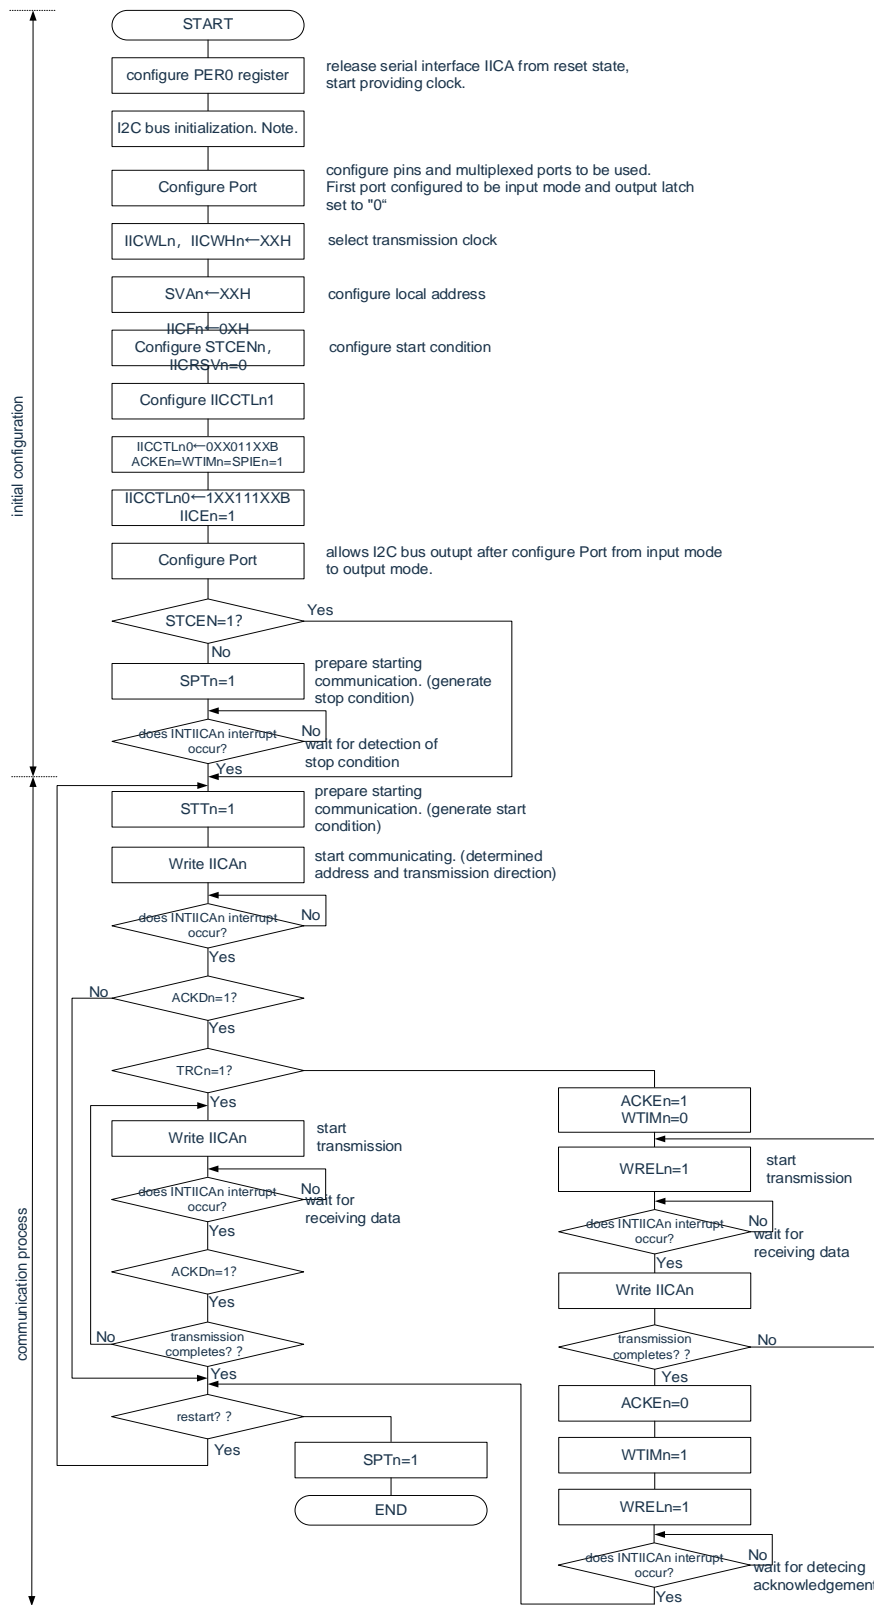 START
configure PER0 register
release serial interface IICA from reset state,
start providing clock.
I2C bus initialization. Note.
Configure Port
configure pins and multiplexed ports to be used.
First port configured to be input mode and output latch
set to "0“
IICWLn，IICWHn←XXH
select transmission clock
SVAn←XXH
configure local address
IICFn←0XH
Configure STCENn，
IICRSVn=0
configure start condition
Configure IICCTLn1
initial configuration
IICCTLn0←0XX011XXB
ACKEn=WTIMn=SPIEn=1
IICCTLn0←1XX111XXB
IICEn=1
Configure Port
allows I2C bus outupt after configure Port from input mode
to output mode.
STCEN=1?
Yes
No
SPTn=1
prepare starting
communication. (generate
stop condition)
does INTIICAn interrupt
occur?
No
wait for detection of
stop condition
Yes
STTn=1
prepare starting
communication. (generate start
condition)
Write IICAn
start communicating. (determined
address and transmission direction)
does INTIICAn interrupt
occur?
No
Yes
ACKDn=1?
No
Yes
TRCn=1?
Yes
Write IICAn
start
transmission
does INTIICAn interrupt
occur?
No
wait for
receiving data
Yes
ACKDn=1?
Yes
communication process
transmission
completes? ?
No
Yes
restart? ?
Yes
SPTn=1
END
ACKEn=1
WTIMn=0
WRELn=1
start
transmission
does INTIICAn interrupt
occur?
No
wait for
receiving data
Yes
Write IICAn
transmission
completes? ?
No
Yes
ACKEn=0
WTIMn=1
WRELn=1
does INTIICAn interrupt
occur?
No
wait for detecing
acknowledgement
Yes